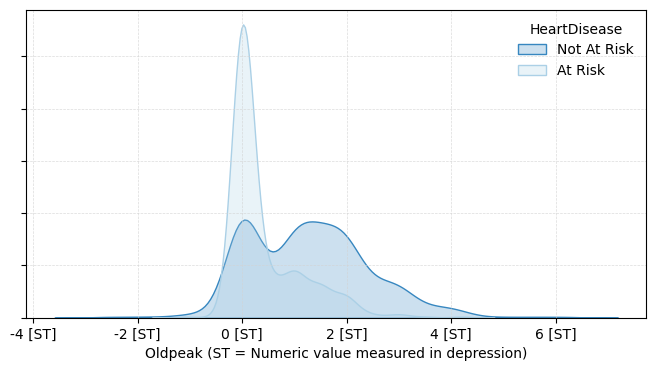 HeartDisease
Not At Risk
At Risk
-4 [ST] -2 [ST] 0 [ST] 2 [ST] 4 [ST] 6 [ST]
Oldpeak (ST = Numeric value measured in depression)